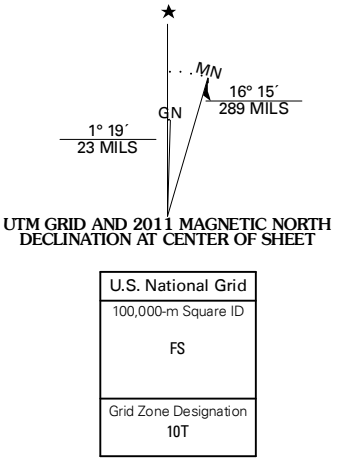 ★
MN
GN
16° 15´
289 MILS
1° 19´
23 MILS
UTM GRID AND 2011 MAGNETIC NORTH
DECLINATION AT CENTER OF SHEET
U.S. National Grid
100,000-m Square ID
FS
Grid Zone Designation
10T